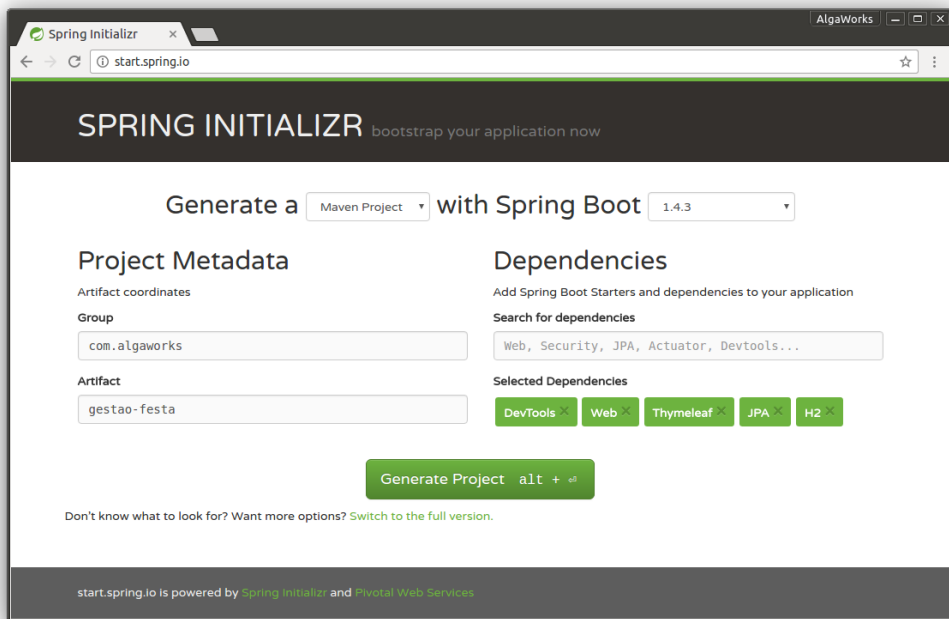 AlgaWorks
Spring Initializr
start.spring.io
SPRING INITIALIZR bootstrap your application now
Generate a Maven Project with Spring Boot 1.4.3
Project Metadata
Artifact coordinates
Group
com.algaworks
Artifact
gestao-festa
Dependencies
Add Spring Boot Starters and dependencies to your application
Search for dependencies
Web, Security, JPA, Actuator, Devtools...
Selected Dependencies
DevTools × Web × Thymeleaf × JPA × H2 ×
Generate Project alt + ⏎
Don't know what to look for? Want more options? Switch to the full version.
start.spring.io is powered by Spring Initializr and Pivotal Web Services